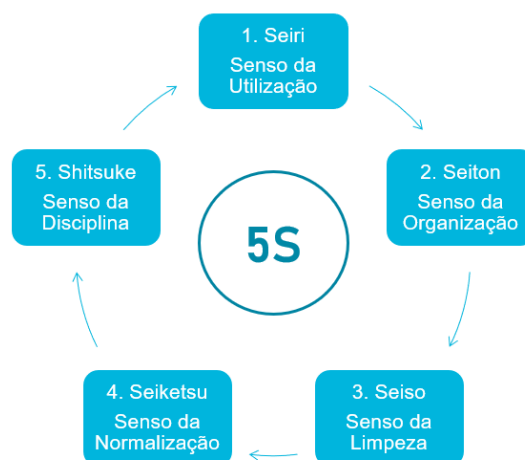 1. Seiri
Senso da
Utilização
2. Seiton
Senso da
Organização
3. Seiso
Senso da
Limpeza
4. Seiketsu
Senso da
Normalização
5. Shitsuke
Senso da
Disciplina
5S